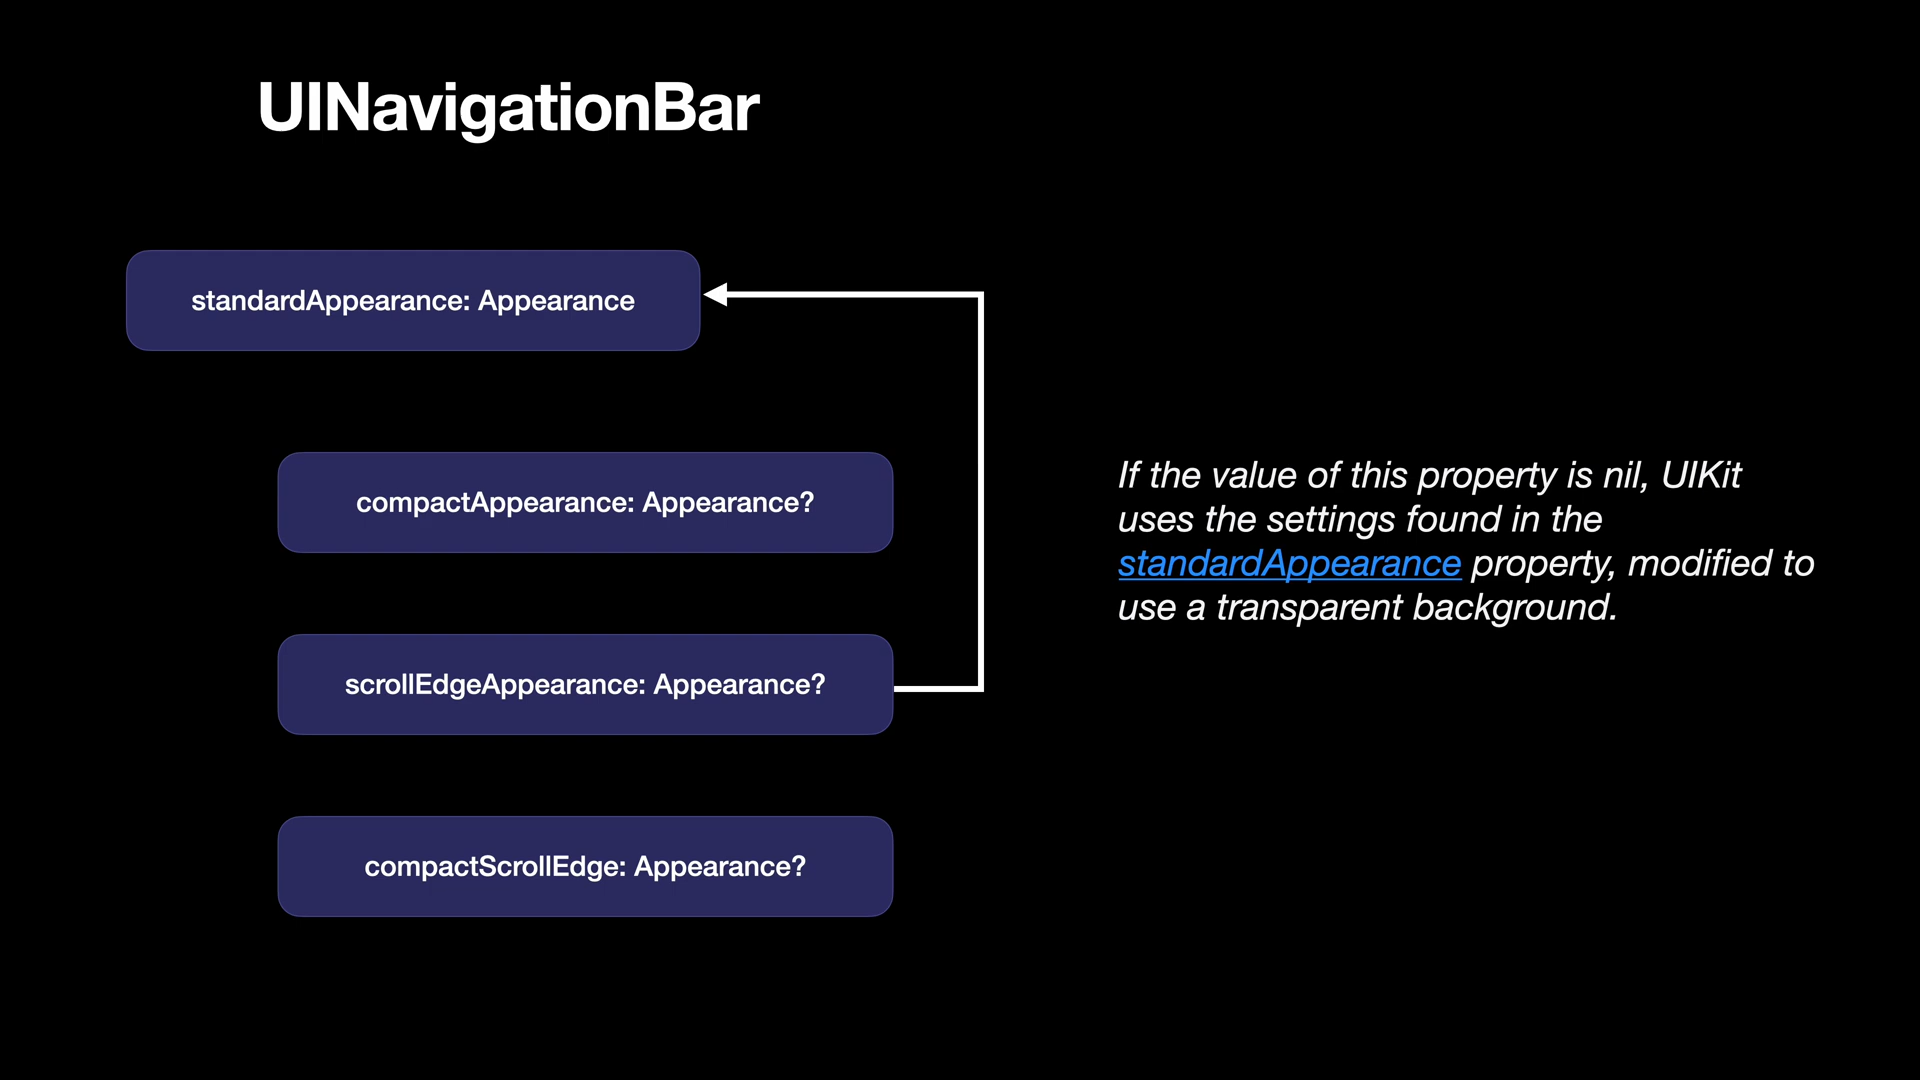 UINavigationBar
standardAppearance: Appearance
compactAppearance: Appearance?
scrollEdgeAppearance: Appearance?
compactScrollEdge: Appearance?
If the value of this property is nil, UIKit
uses the settings found in the
standardAppearance property, modified to
use a transparent background.